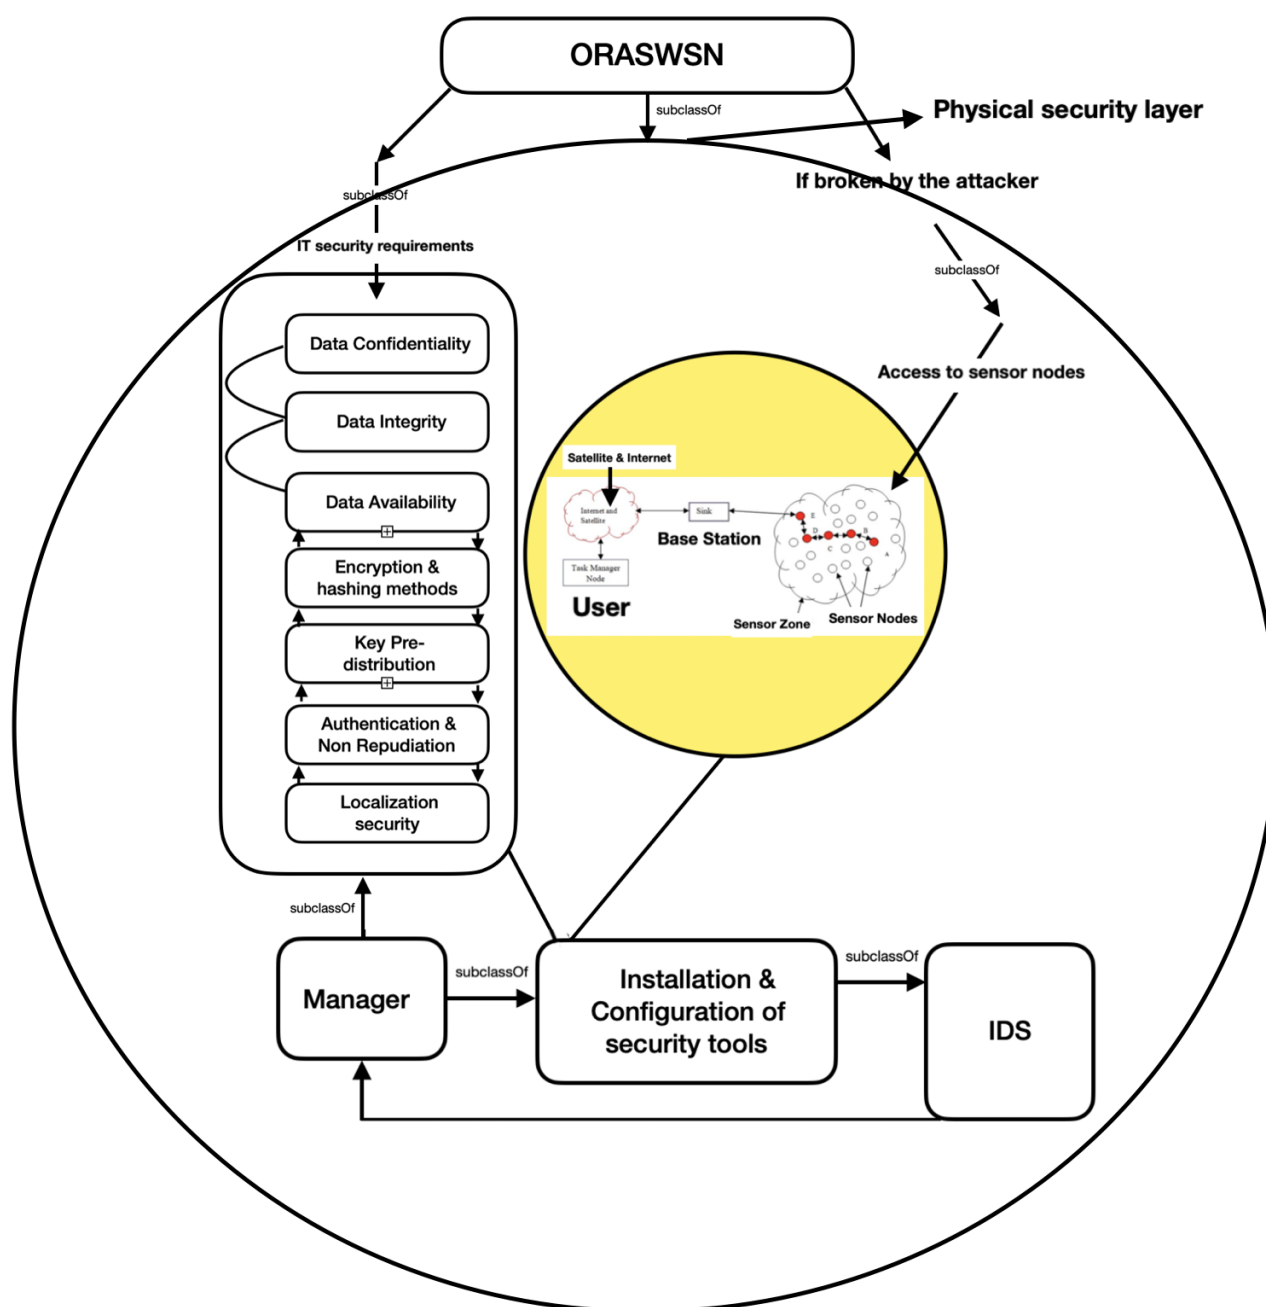 ORASWSN
subclassOf
Physical security layer
If broken by the attacker
subclassOf
IT security requirements
subclassOf
Data Confidentiality
Access to sensor nodes
Data Integrity
Satellite & Internet
Data Availability
Internet and
Satellite
Sink
E
D
B
C
A
Base Station
Encryption &
hashing methods
Task Manager
Node
User
Sensor Zone
Sensor Nodes
Key Pre-
distribution
Authentication &
Non Repudiation
Localization
security
subclassOf
Manager
subclassOf
Installation &
Configuration of
security tools
subclassOf
IDS